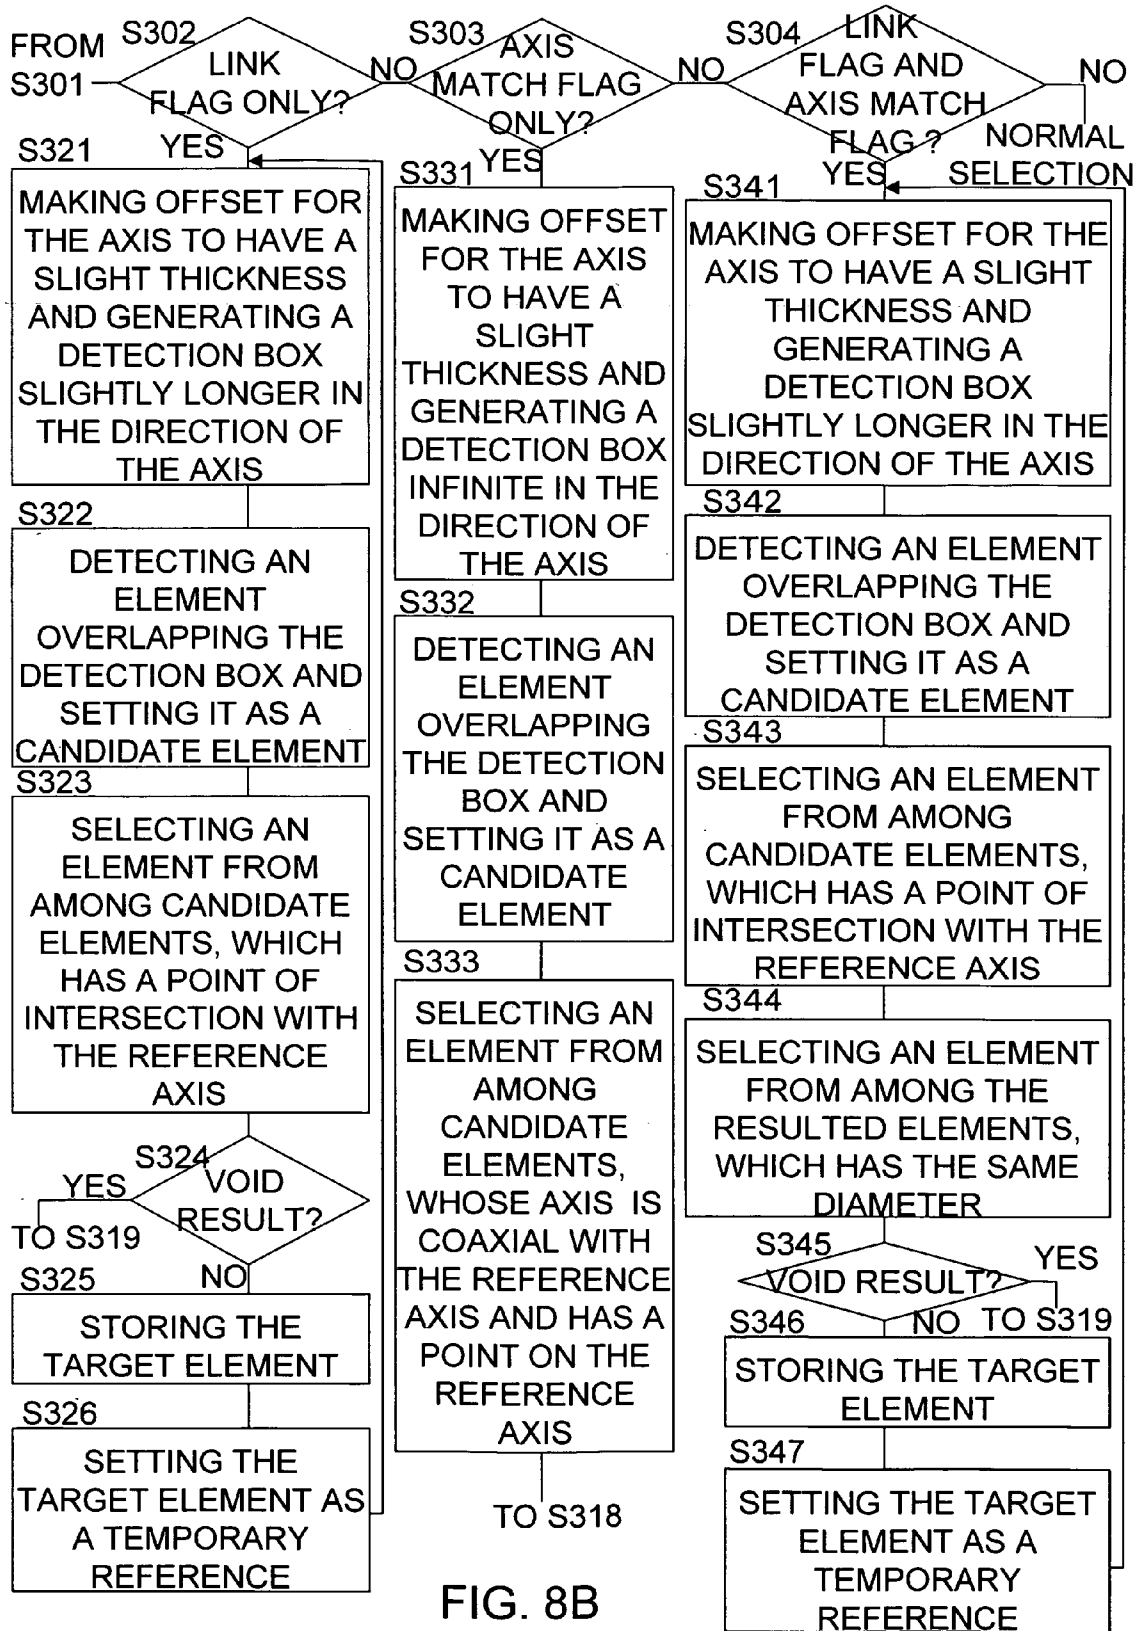 FROM
S301
S302
LINK
FLAG ONLY?
NO
YES
S303
AXIS
MATCH FLAG
ONLY?
NO
YES
S304
LINK
FLAG AND
AXIS MATCH
FLAG ?
NO
NORMAL
SELECTION
YES
S321
MAKING OFFSET FOR
THE AXIS TO HAVE A
SLIGHT THICKNESS
AND GENERATING A
DETECTION BOX
SLIGHTLY LONGER IN
THE DIRECTION OF
THE AXIS
S322
DETECTING AN
ELEMENT
OVERLAPPING THE
DETECTION BOX AND
SETTING IT AS A
CANDIDATE ELEMENT
S323
SELECTING AN
ELEMENT FROM
AMONG CANDIDATE
ELEMENTS, WHICH
HAS A POINT OF
INTERSECTION WITH
THE REFERENCE
AXIS
S324
VOID
RESULT?
YES
TO S319
NO
S325
STORING THE
TARGET ELEMENT
S326
SETTING THE
TARGET ELEMENT AS
A TEMPORARY
REFERENCE
S331
MAKING OFFSET
FOR THE AXIS
TO HAVE A
SLIGHT
THICKNESS AND
GENERATING A
DETECTION BOX
INFINITE IN THE
DIRECTION OF
THE AXIS
S332
DETECTING AN
ELEMENT
OVERLAPPING
THE DETECTION
BOX AND
SETTING IT AS A
CANDIDATE
ELEMENT
S333
SELECTING AN
ELEMENT FROM
AMONG
CANDIDATE
ELEMENTS,
WHOSE AXIS IS
COAXIAL WITH
THE REFERENCE
AXIS AND HAS A
POINT ON THE
REFERENCE
AXIS
TO S318
S341
MAKING OFFSET FOR THE
AXIS TO HAVE A SLIGHT
THICKNESS AND
GENERATING A
DETECTION BOX
SLIGHTLY LONGER IN THE
DIRECTION OF THE AXIS
S342
DETECTING AN ELEMENT
OVERLAPPING THE
DETECTION BOX AND
SETTING IT AS A
CANDIDATE ELEMENT
S343
SELECTING AN ELEMENT
FROM AMONG
CANDIDATE ELEMENTS,
WHICH HAS A POINT OF
INTERSECTION WITH THE
REFERENCE AXIS
S344
SELECTING AN ELEMENT
FROM AMONG THE
RESULTED ELEMENTS,
WHICH HAS THE SAME
DIAMETER
S345
VOID RESULT?
YES
TO S319
NO
S346
STORING THE TARGET
ELEMENT
S347
SETTING THE TARGET
ELEMENT AS A
TEMPORARY
REFERENCE
FIG. 8B